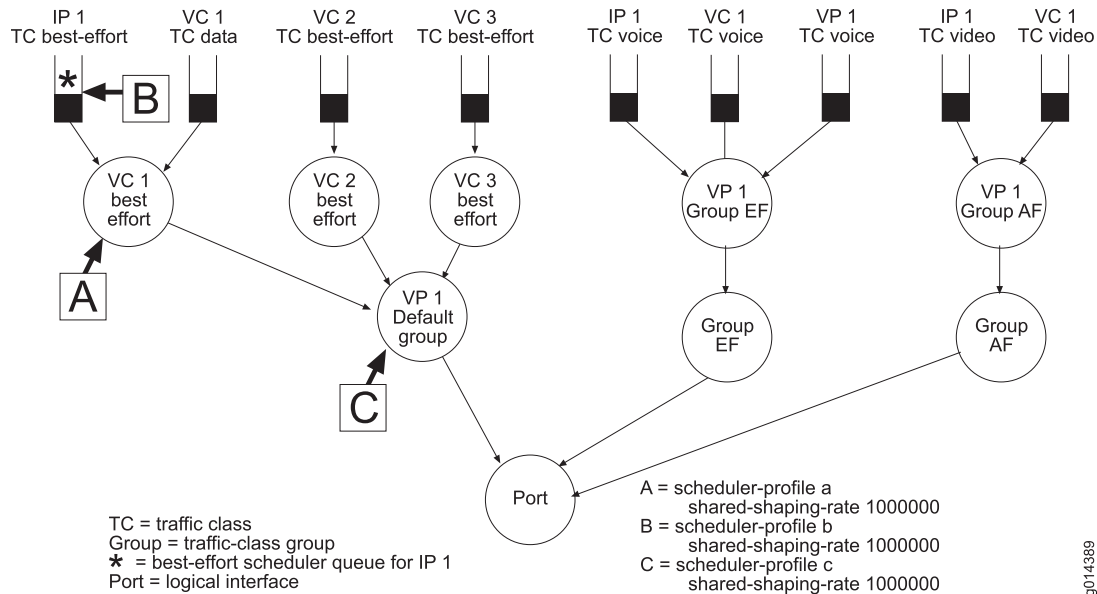 IP 1
TC best-effort
VC 1
TC data
VC 2
TC best-effort
VC 3
TC best-effort
IP 1
TC voice
VC 1
TC voice
VP 1
TC voice
IP 1
TC video
VC 1
TC video
*
B
VC 1
best
effort
VC 2
best
effort
VC 3
best
effort
VP 1
Group EF
VP 1
Group AF
A
VP 1
Default
group
Group
EF
Group
AF
C
Port
TC = traffic class
Group = traffic-class group
* = best-effort scheduler queue for IP 1
Port = logical interface
A = scheduler-profile a
shared-shaping-rate 1000000
B = scheduler-profile b
shared-shaping-rate 1000000
C = scheduler-profile c
shared-shaping-rate 1000000
g014389